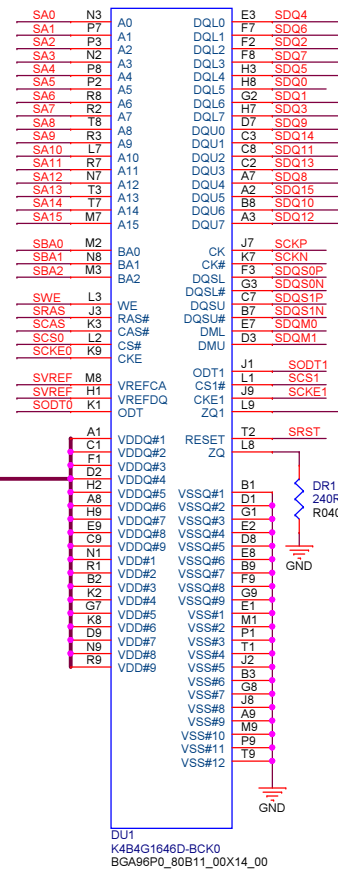 SA0 N3 A0 DQL0 E3 SDQ4
SA1 P7 A1 DQL1 F7 SDQ6
SA2 P3 A2 DQL2 F2 SDQ2
SA3 N2 A3 DQL3 F8 SDQ7
SA4 P8 A4 DQL4 H3 SDQ5
SA5 P2 A5 DQL5 H8 SDQ0
SA6 R8 A6 DQL6 G2 SDQ1
SA7 R2 A7 DQL7 H7 SDQ3
SA8 T8 A8 DQU0 D7 SDQ9
SA9 R3 A9 DQU1 C3 SDQ14
SA10 L7 A10 DQU2 C8 SDQ11
SA11 R7 A11 DQU3 C2 SDQ13
SA12 N7 A12 DQU4 A7 SDQ8
SA13 T3 A13 DQU5 A2 SDQ15
SA14 T7 A14 DQU6 B8 SDQ10
SA15 M7 A15 DQU7 A3 SDQ12
SBA0 M2 BA0 CK J7 SCKP
SBA1 N8 BA1 CK# K7 SCKN
SBA2 M3 BA2 DQSL F3 SDQS0P
DQSL# G3 SDQS0N
SWE L3 WE DQSU C7 SDQS1P
SRAS J3 RAS# DQSU# B7 SDQS1N
SCAS K3 CAS# DML E7 SDQM0
SCS0 L2 CS# DMU D3 SDQM1
SCKE0 K9 CKE
ODT1 J1 SODT1
SVREF M8 VREFCA CS1# L1 SCS1
SVREF H1 VREFDQ CKE1 J9 SCKE1
SODT0 K1 ODT ZQ1 L9
A1 VDDQ#1 RESET T2 SRST
C1 VDDQ#2 ZQ L8
F1 VDDQ#3
D2 VDDQ#4
H2 VDDQ#5 VSSQ#1 B1 DR1
A8 VDDQ#6 VSSQ#2 D1 240R
H9 VDDQ#7 VSSQ#3 G1 R040
E9 VDDQ#8 VSSQ#4 E2
C9 VDDQ#9 VSSQ#5 D8
N1 VDD#1 VSSQ#6 E8 GND
R1 VDD#2 VSSQ#7 B9
B2 VDD#3 VSSQ#8 F9
K2 VDD#4 VSSQ#9 G9
G7 VDD#5 VSS#1 E1
K8 VDD#6 VSS#2 M1
D9 VDD#7 VSS#3 P1
N9 VDD#8 VSS#4 T1
R9 VDD#9 VSS#5 J2
VSS#6 B3
VSS#7 G8
VSS#8 J8
VSS#9 A9
VSS#10 M9
VSS#11 P9
VSS#12 T9
GND
DU1
K4B4G1646D-BCK0
BGA96P0_80B11_00X14_00